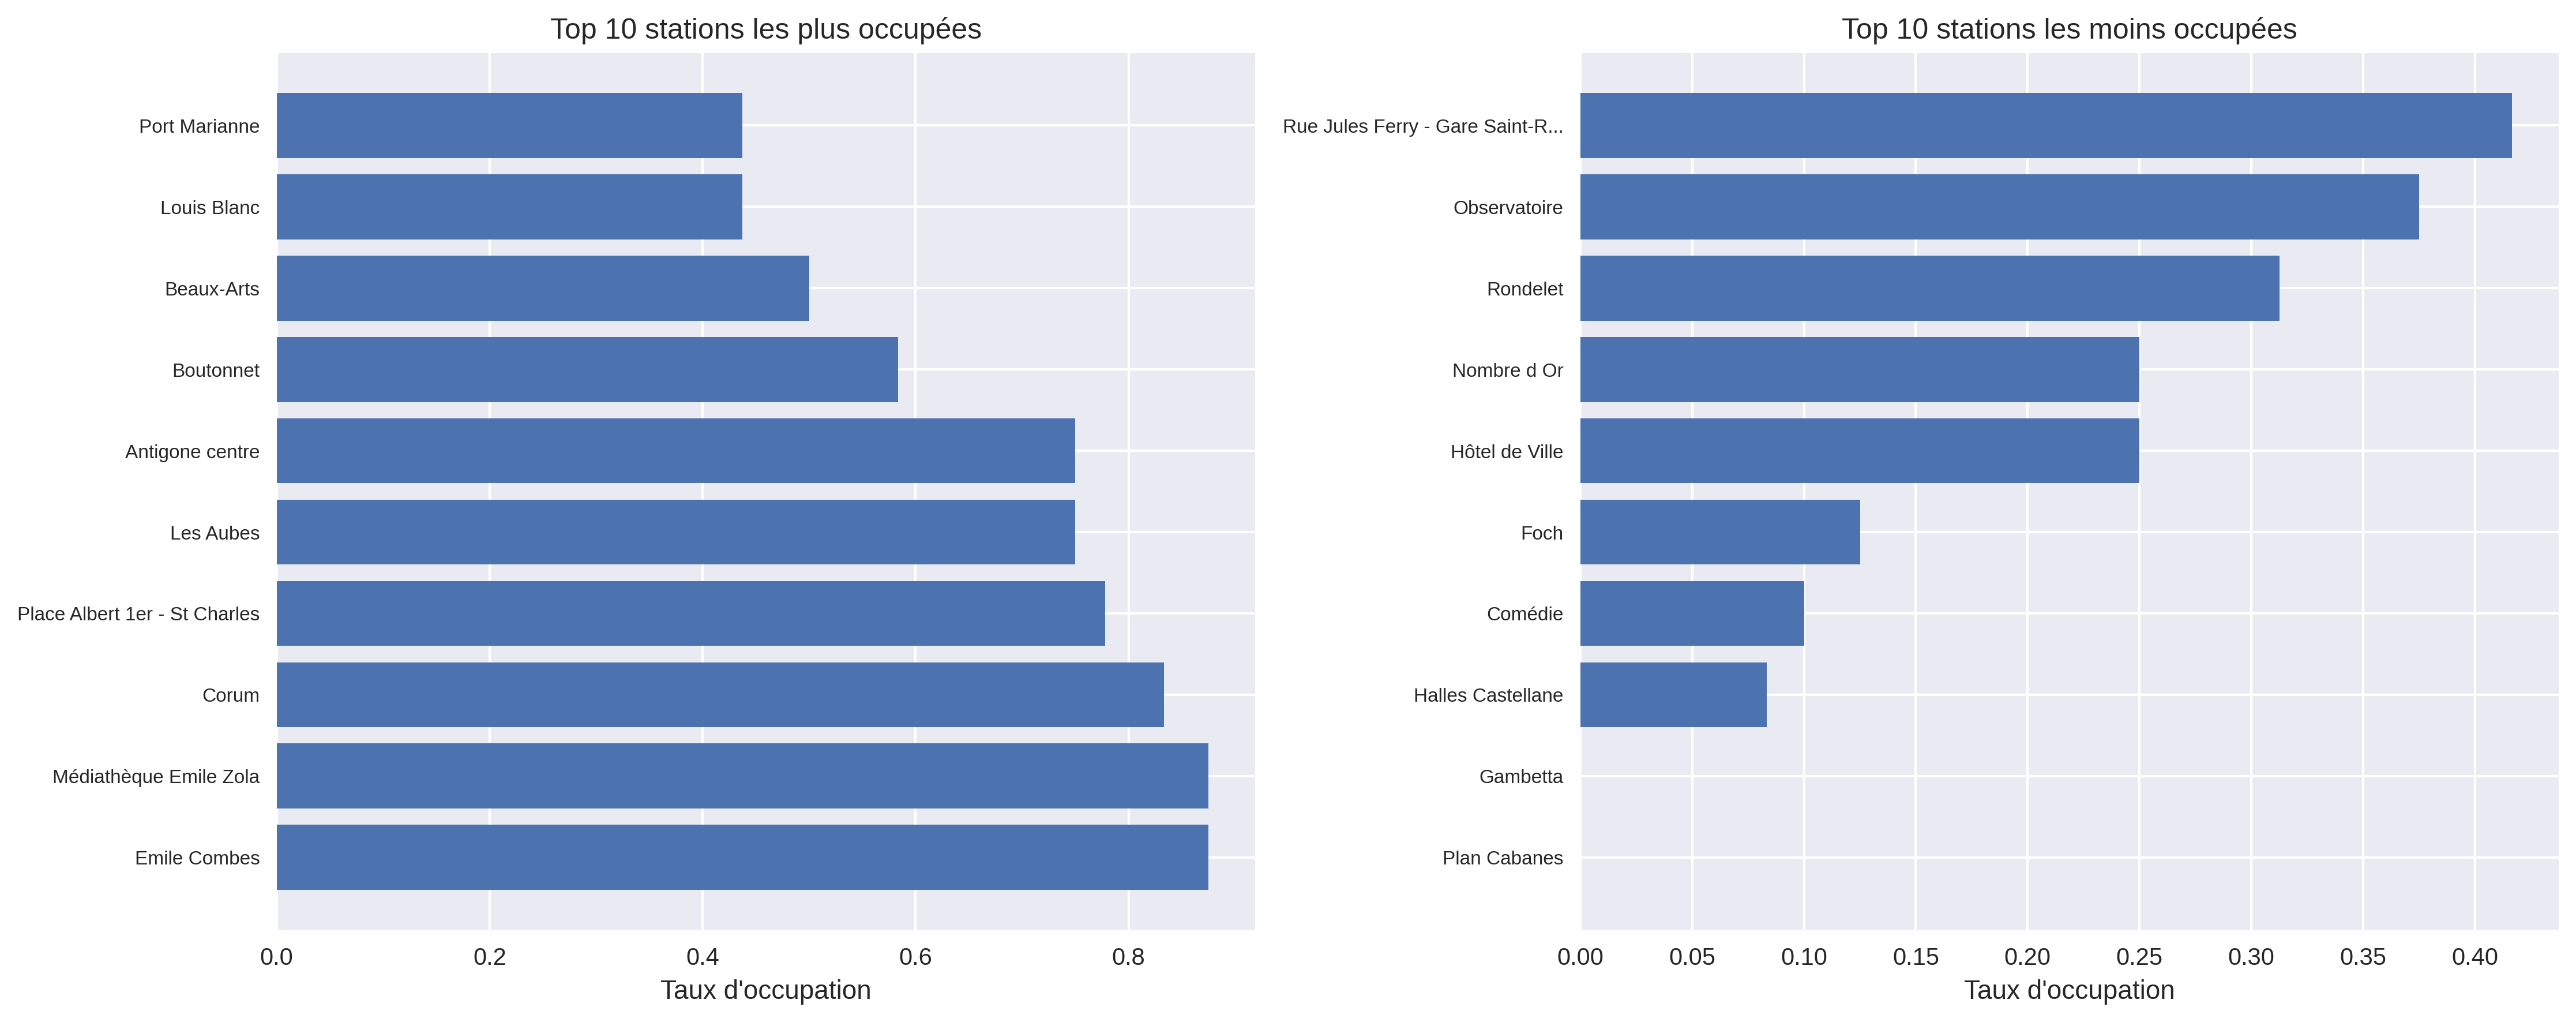 Top 10 stations les plus occupées
Port Marianne
Louis Blanc
Beaux-Arts
Boutonnet
Antigone centre
Les Aubes
Place Albert 1er - St Charles
Corum
Médiathèque Emile Zola
Emile Combes
0.0 0.2 0.4 0.6 0.8
Taux d'occupation
Top 10 stations les moins occupées
Rue Jules Ferry - Gare Saint-R...
Observatoire
Rondelet
Nombre d Or
Hôtel de Ville
Foch
Comédie
Halles Castellane
Gambetta
Plan Cabanes
0.00 0.05 0.10 0.15 0.20 0.25 0.30 0.35 0.40
Taux d'occupation